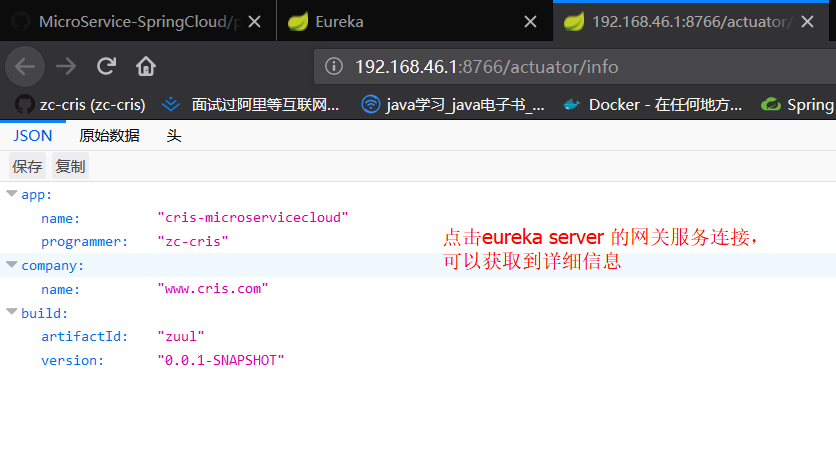 MicroService-SpringCloud/p
Eureka
192.168.46.1:8766/actuator/
192.168.46.1:8766/actuator/info
zc-cris (zc-cris)
面试过阿里等互联网...
java学习_java电子书_...
Docker - 在任何地方...
Spring
JSON
原始数据
头
保存
复制
app:
name: "cris-microservicecloud"
programmer: "zc-cris"
company:
name: "www.cris.com"
build:
artifactId: "zuul"
version: "0.0.1-SNAPSHOT"
点击eureka server 的网关服务连接，
可以获取到详细信息